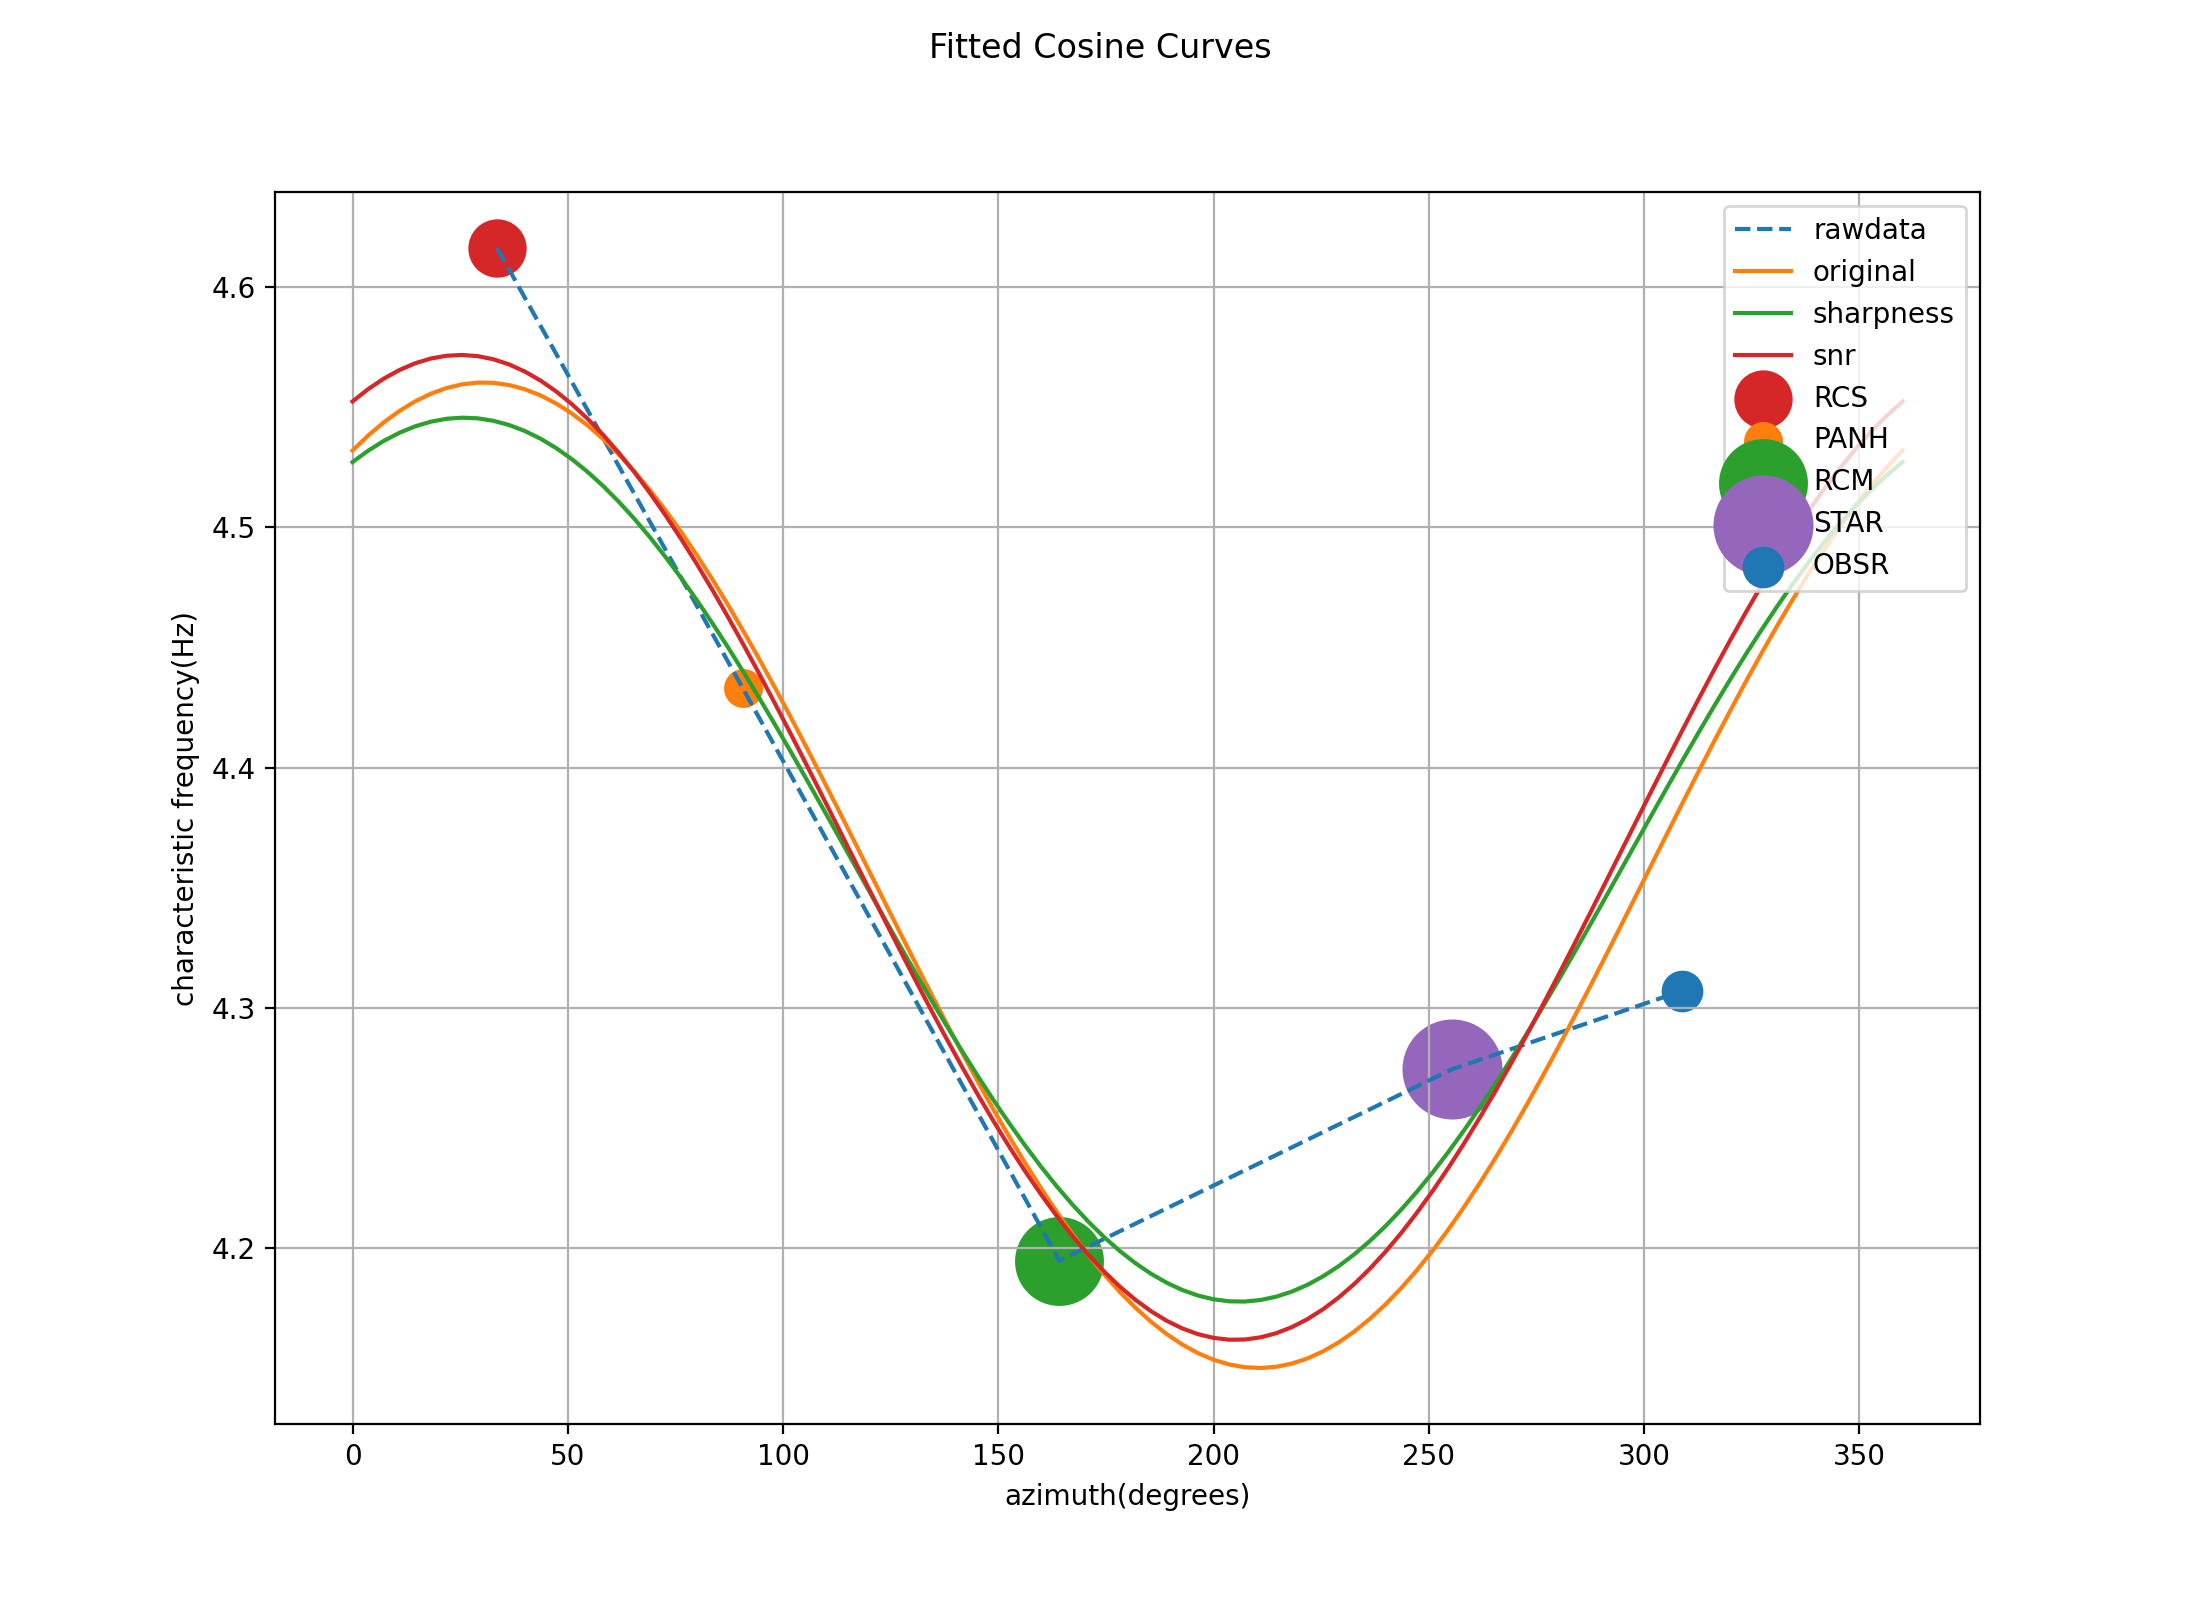 Fitted Cosine Curves
rawdata
original
sharpness
snr
RCS
PANH
RCM
STAR
OBSR
4.6
4.5
4.4
4.3
4.2
characteristic frequency(Hz)
0 50 100 150 200 250 300 350
azimuth(degrees)